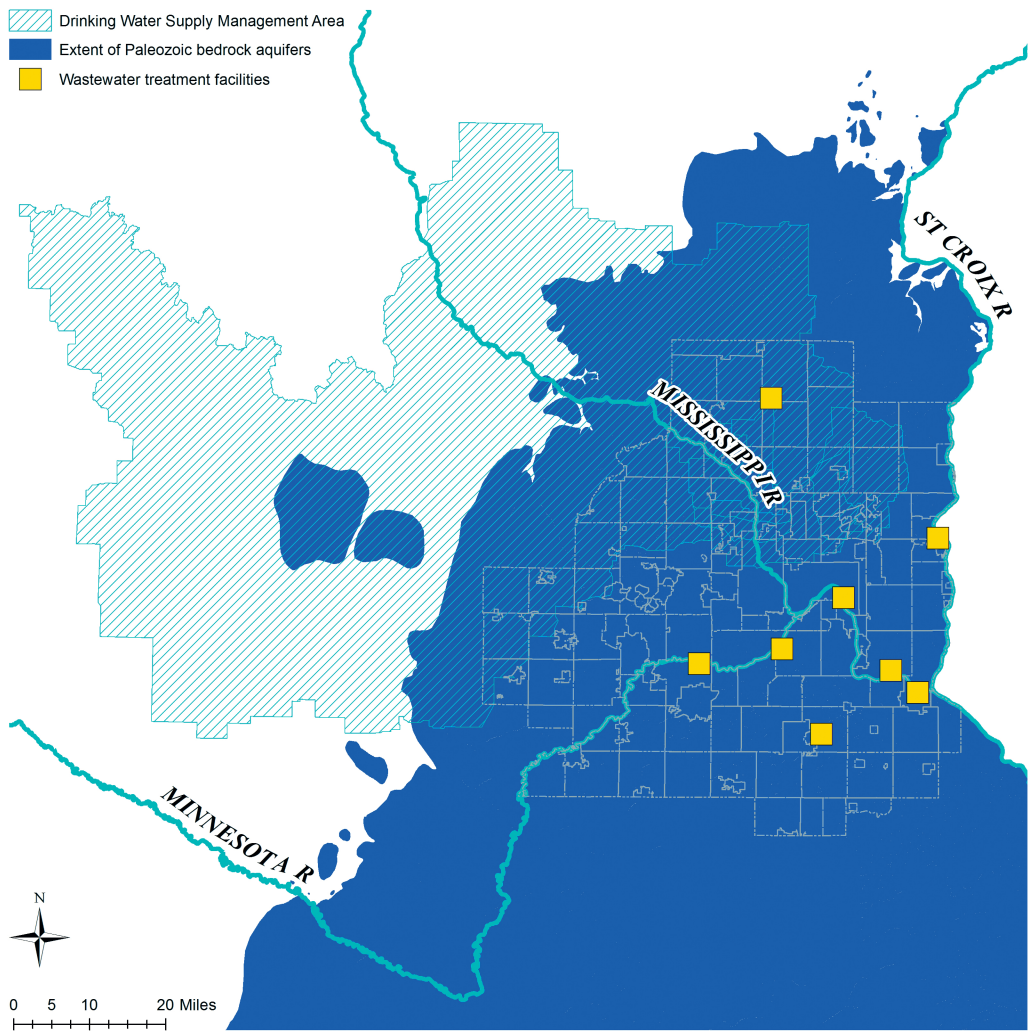 Drinking Water Supply Management Area
Extent of Paleozoic bedrock aquifers
Wastewater treatment facilities
ST CROIX R
MISSISSIPPI R
MINNESOTA R
N
0 5 10 20 Miles